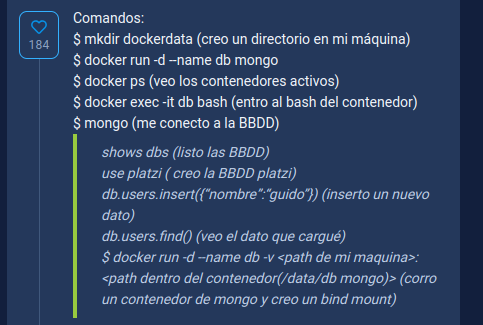 184
Comandos:
$ mkdir dockerdata (creo un directorio en mi máquina)
$ docker run -d –name db mongo
$ docker ps (veo los contenedores activos)
$ docker exec -it db bash (entro al bash del contenedor)
$ mongo (me conecto a la BBDD)
shows dbs (listo las BBDD)
use platzi ( creo la BBDD platzi)
db.users.insert({“nombre”:“guido”}) (inserto un nuevo
dato)
db.users.find() (veo el dato que cargué)
$ docker run -d –name db -v <path de mi maquina>:
<path dentro del contenedor(/data/db mongo)> (corro
un contenedor de mongo y creo un bind mount)